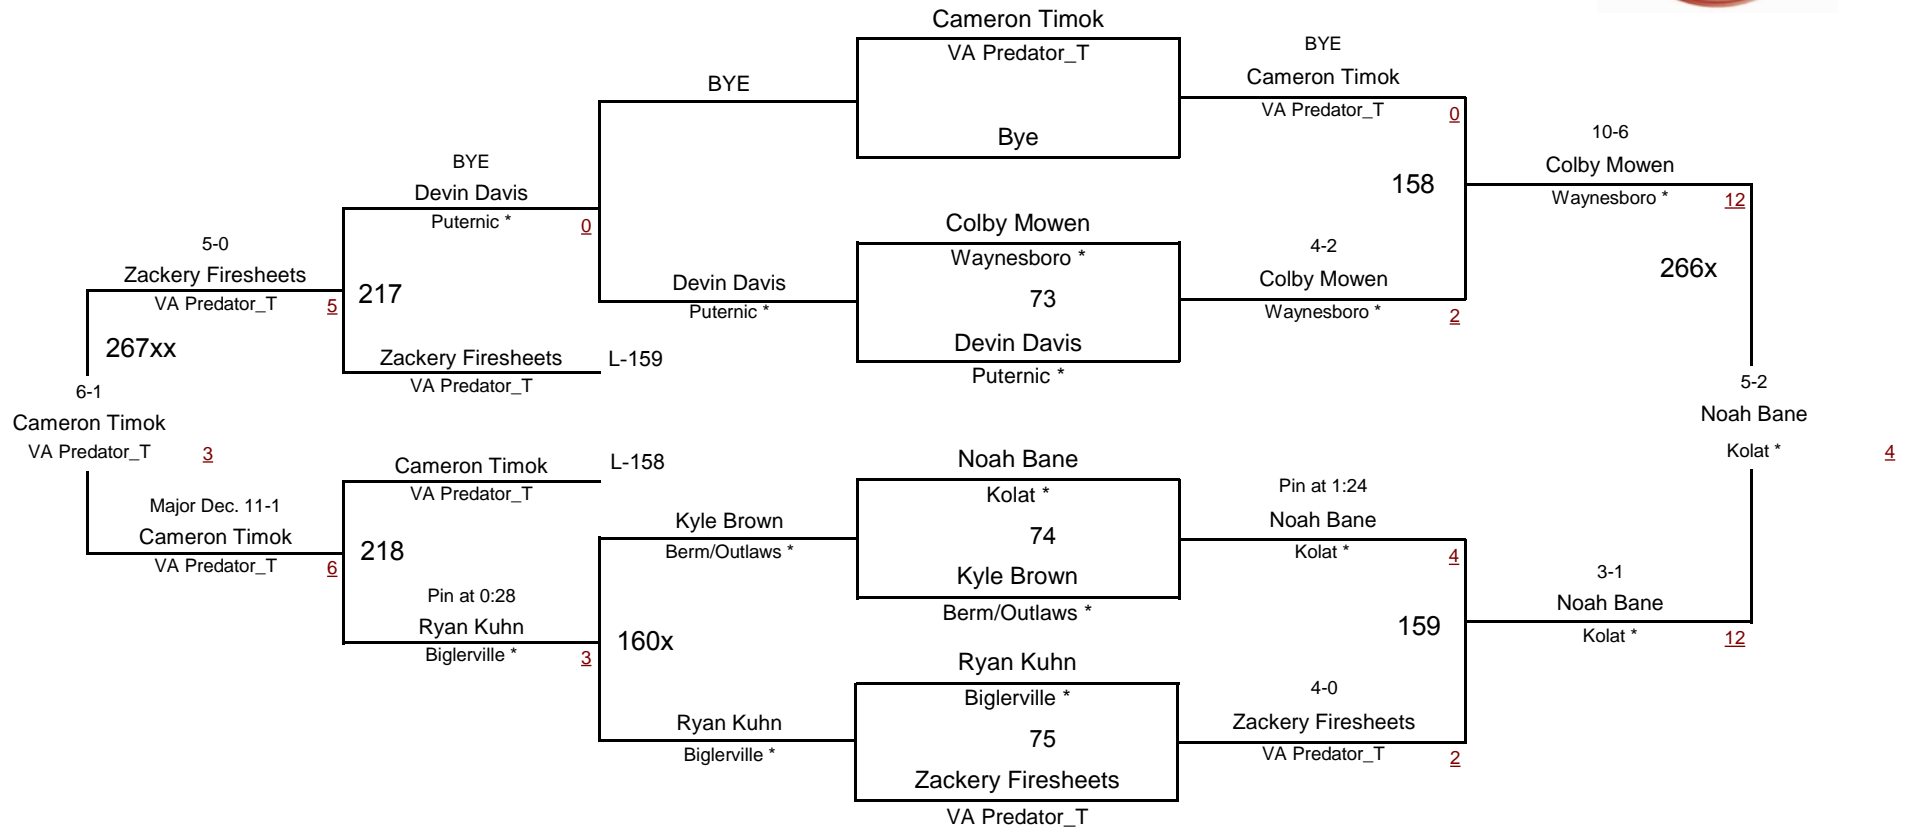 Cameron Timok
VA Predator_T
Bye
BYE
Cameron Timok
VA Predator_T
0
BYE
10-6
Colby Mowen
Waynesboro *
12
158
BYE
Devin Davis
Puternic *
0
Colby Mowen
Waynesboro *
73
Devin Davis
Puternic *
4-2
Colby Mowen
Waynesboro *
2
266x
5-0
Zackery Firesheets
VA Predator_T
5
217
Devin Davis
Puternic *
267xx
Zackery Firesheets
VA Predator_T
L-159
6-1
Cameron Timok
VA Predator_T
3
5-2
Noah Bane
Kolat *
4
Cameron Timok
VA Predator_T
L-158
Noah Bane
Kolat *
74
Kyle Brown
Berm/Outlaws *
Pin at 1:24
Noah Bane
Kolat *
4
Major Dec. 11-1
Cameron Timok
VA Predator_T
6
218
Kyle Brown
Berm/Outlaws *
3-1
Noah Bane
Kolat *
12
Pin at 0:28
Ryan Kuhn
Biglerville *
3
160x
159
Ryan Kuhn
Biglerville *
75
Zackery Firesheets
VA Predator_T
Ryan Kuhn
Biglerville *
4-0
Zackery Firesheets
VA Predator_T
2